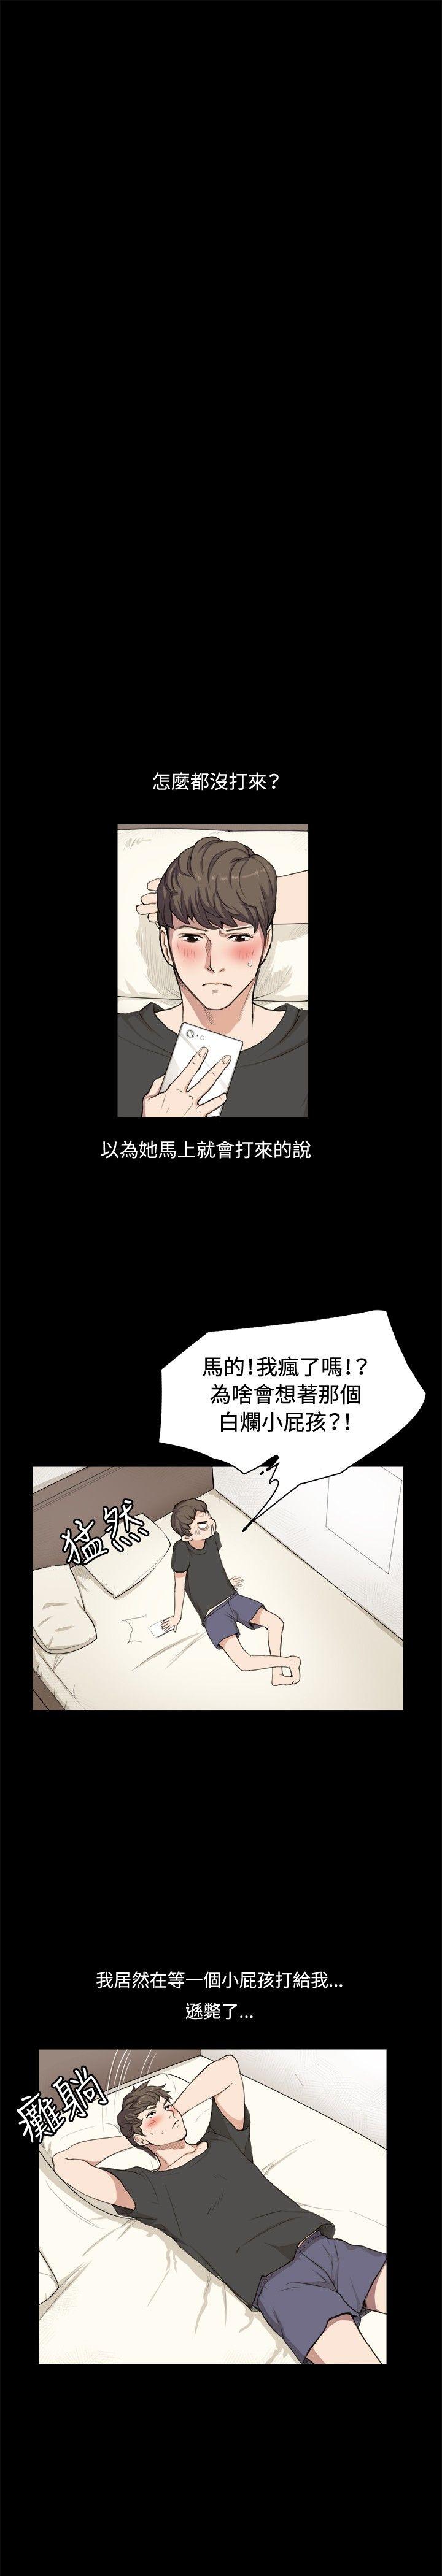 怎麼都沒打來？
以為她馬上就會打來的說
馬的！我瘋了嗎！？
為啥會想著那個
白爛小屁孩？！
猛然
我居然在等一個小屁孩打給我...
遜斃了...
癱躺